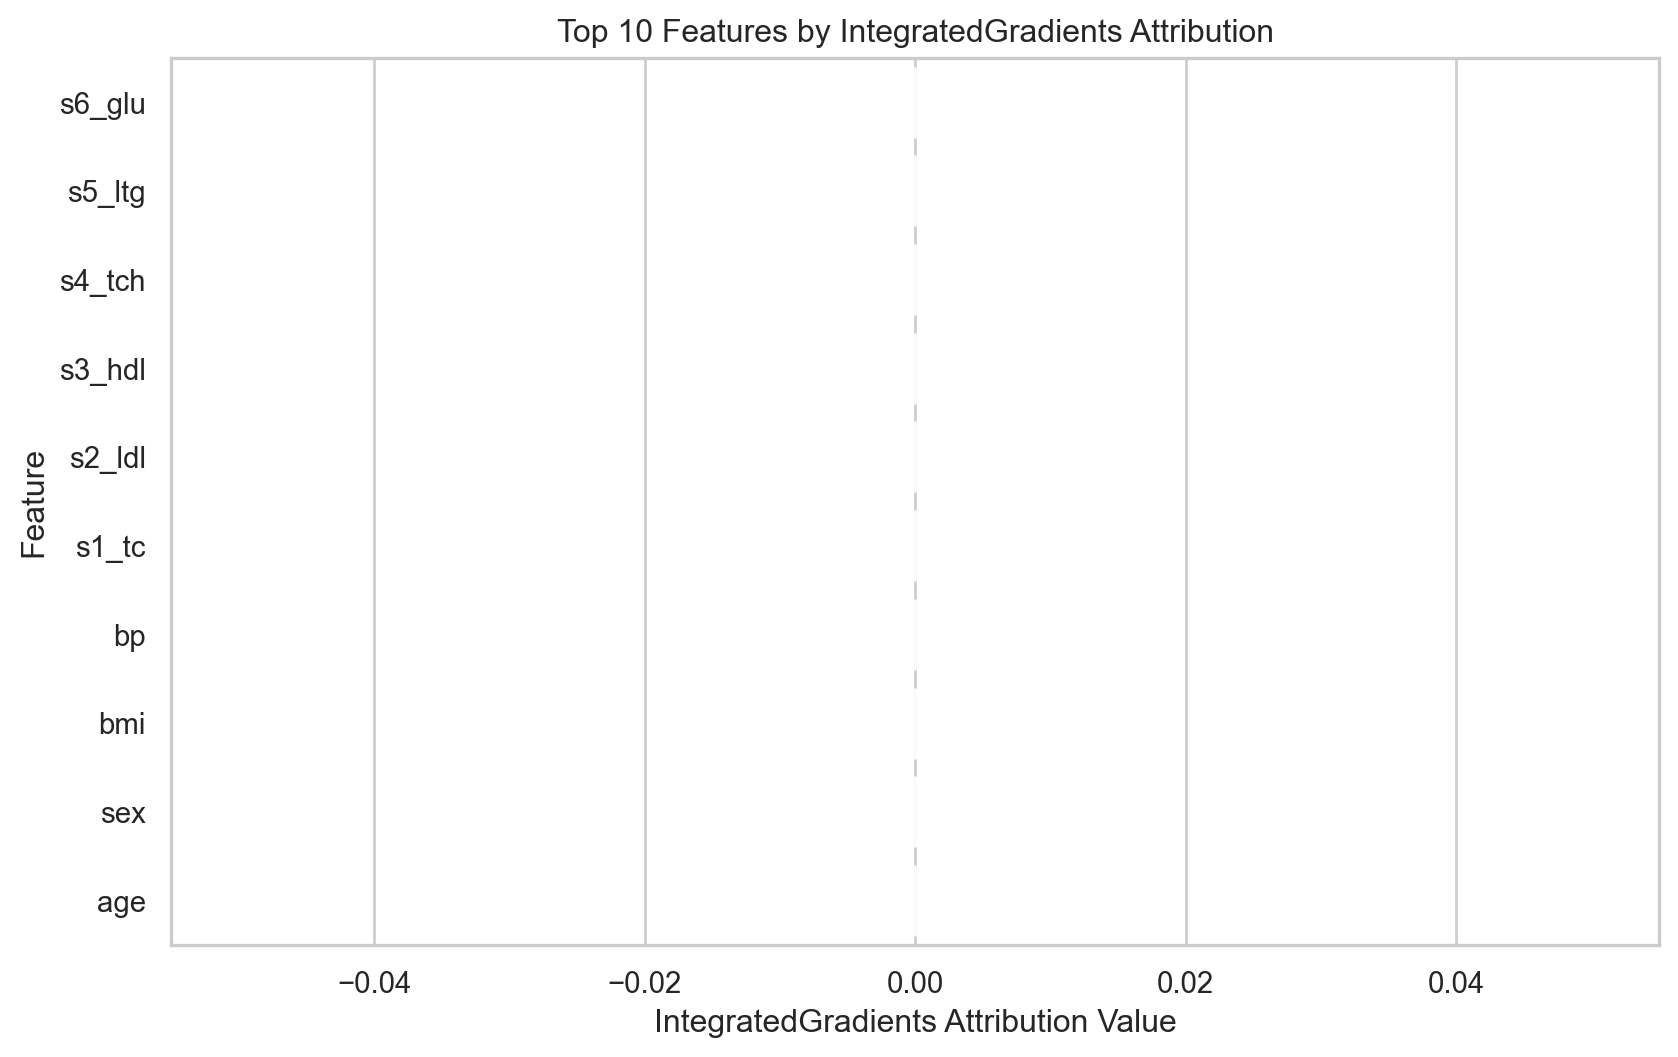 Top 10 Features by IntegratedGradients Attribution
s6_glu
s5_ltg
s4_tch
s3_hdl
s2_ldl
s1_tc
bp
bmi
sex
age
Feature
−0.04 −0.02 0.00 0.02 0.04
IntegratedGradients Attribution Value